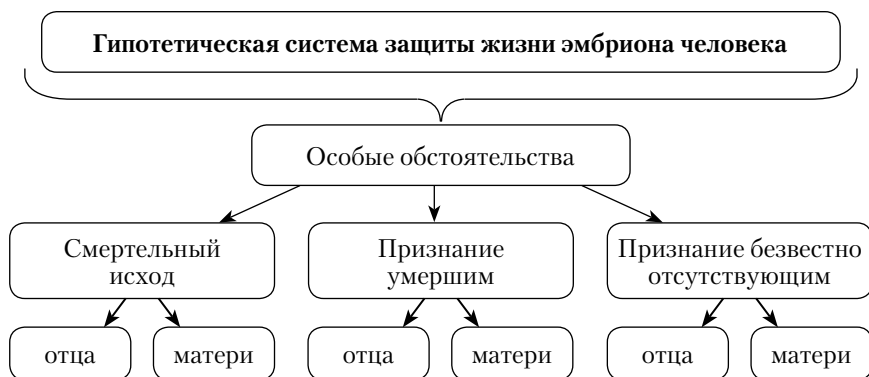 Гипотетическая система защиты жизни эмбриона человека
Особые обстоятельства
Смертельный
исход
Признание
умершим
Признание безвестно
отсутствующим
отца
матери
отца
матери
отца
матери